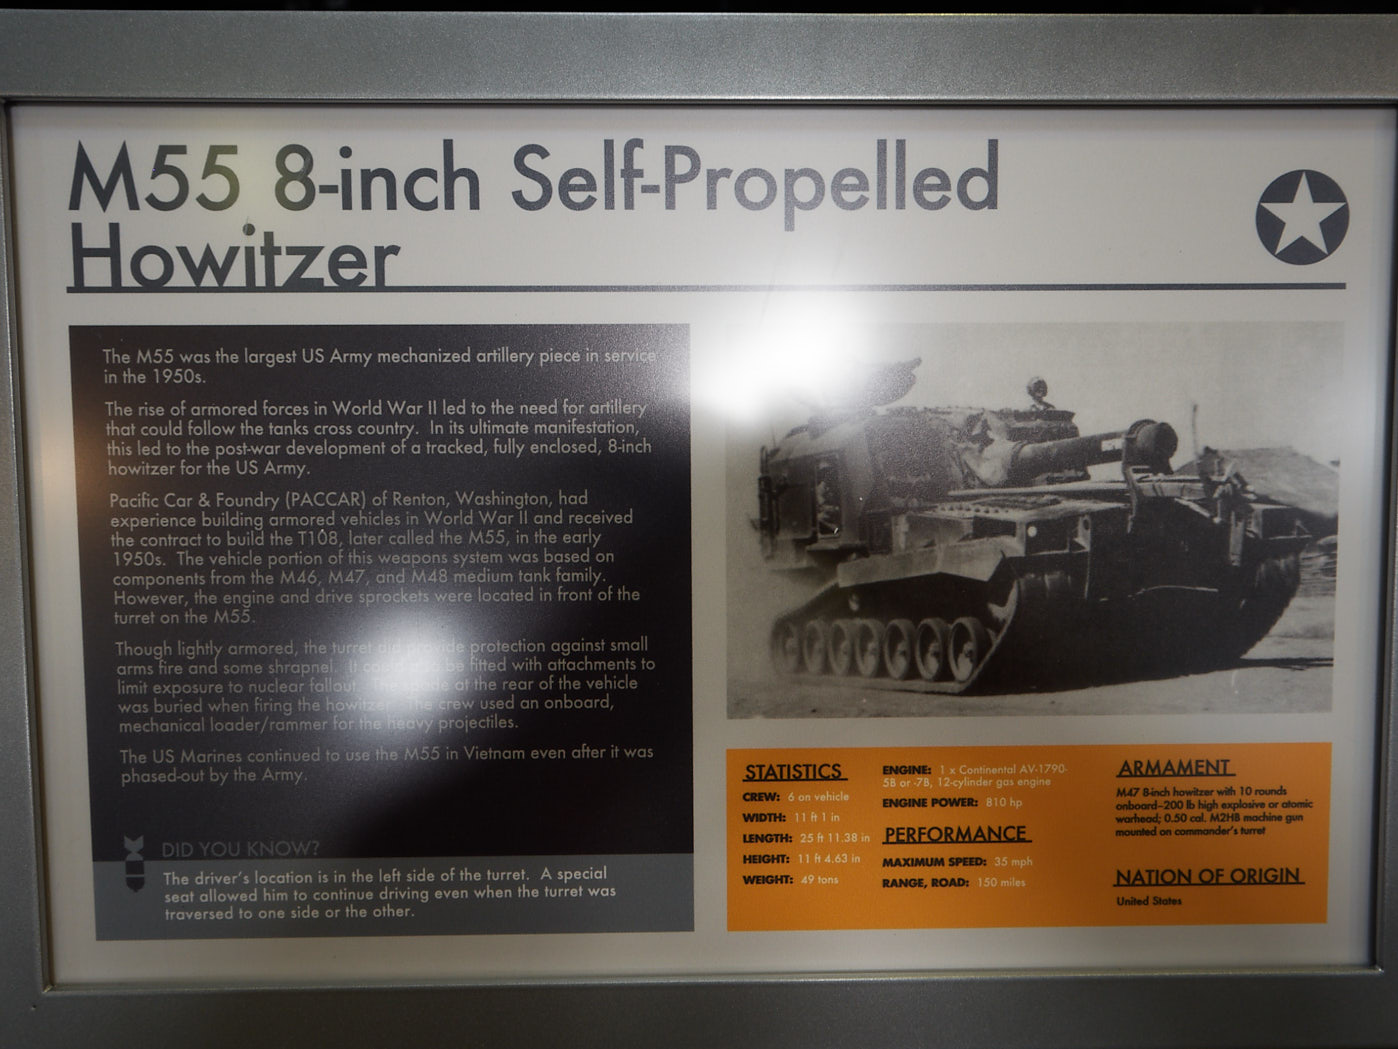 M55 8-inch Self-Propelled
Howitzer
The M55 was the largest US Army mechanized artillery piece in service
in the 1950s.
The rise of armored forces in World War II led to the need for artillery
that could follow the tanks cross country. In its ultimate manifestation,
this led to the post-war development of a tracked, fully enclosed, 8-inch
howitzer for the US Army.
Pacific Car & Foundry (PACCAR) of Renton, Washington, had
experience building armored vehicles in World War II and received
the contract to build the T108, later called the M55, in the early
1950s. The vehicle portion of this weapons system was based on
components from the M46, M47, and M48 medium tank family.
However, the engine and drive sprockets were located in front of the
turret on the M55.
Though lightly armored, the turret did provide protection against small
arms fire and some shrapnel. It could also be fitted with attachments to
limit exposure to nuclear fallout. The spade at the rear of the vehicle
was buried when firing the howitzer. The crew used an onboard,
mechanical loader/rammer for the heavy projectiles.
The US Marines continued to use the M55 in Vietnam even after it was
phased-out by the Army.
DID YOU KNOW?
The driver's location is in the left side of the turret. A special
seat allowed him to continue driving even when the turret was
traversed to one side or the other.
STATISTICS
CREW: 6 on vehicle
WIDTH: 11 ft 1 in
LENGTH: 25 ft 11.38 in
HEIGHT: 11 ft 4.63 in
WEIGHT: 49 tons
ENGINE: 1 x Continental AV-1790-
5B or -7B, 12-cylinder gas engine
ENGINE POWER: 810 hp
PERFORMANCE
MAXIMUM SPEED: 35 mph
RANGE, ROAD: 150 miles
ARMAMENT
M47 8-inch howitzer with 10 rounds
onboard–200 lb high explosive or atomic
warhead; 0.50 cal. M2HB machine gun
mounted on commander's turret
NATION OF ORIGIN
United States